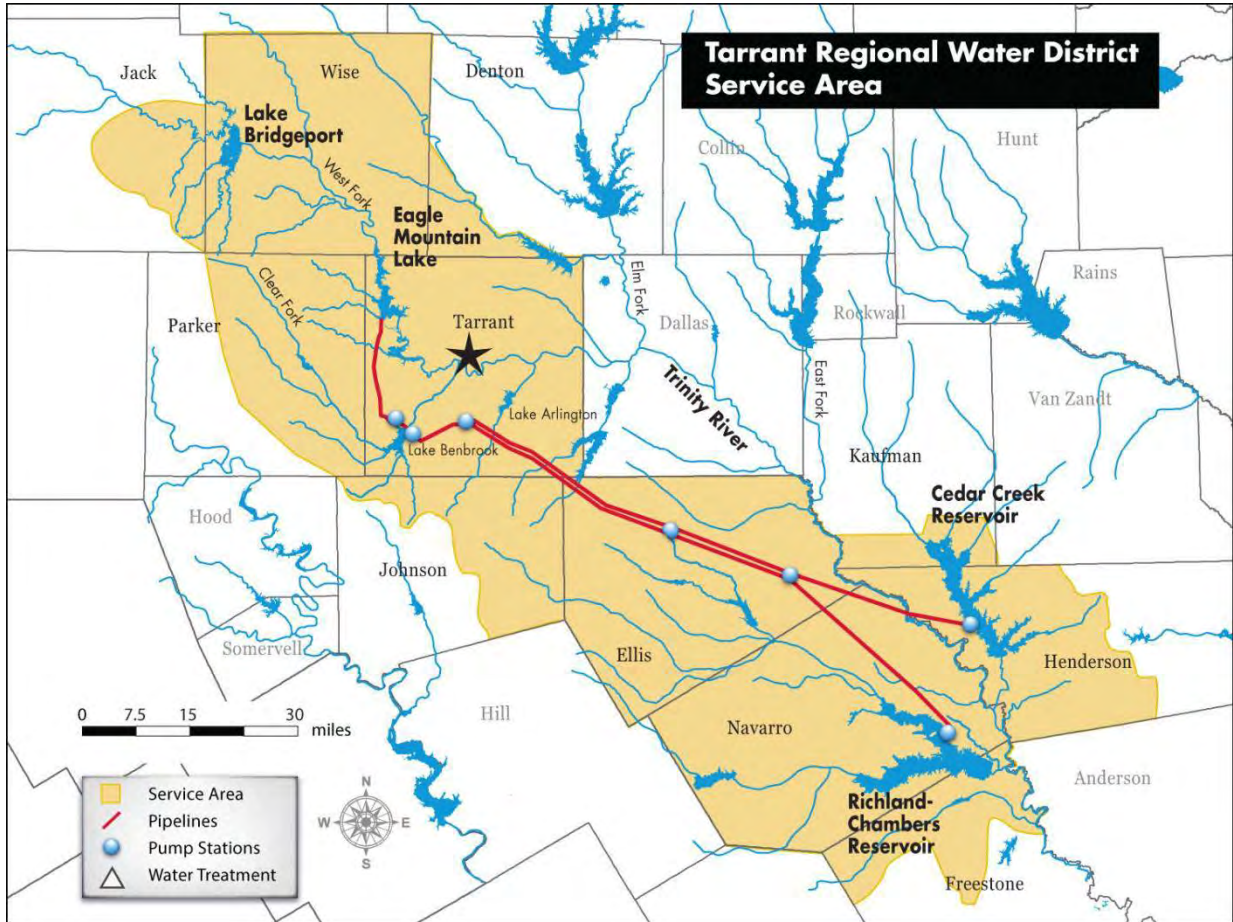 Tarrant Regional Water District
Service Area
Jack
Wise
Denton
Collin
Hunt
Lake
Bridgeport
West Fork
Eagle
Mountain
Lake
Clear Fork
Elm Fork
Rains
Parker
Tarrant
Dallas
Rockwall
East Fork
Trinity River
Van Zandt
Lake Arlington
Lake Benbrook
Kaufman
Cedar Creek
Reservoir
Hood
Johnson
Somervell
Ellis
Henderson
Hill
Navarro
Anderson
Richland-
Chambers
Reservoir
Freestone
0 7.5 15 30 miles
Service Area
Pipelines
Pump Stations
Water Treatment
N
W E
S